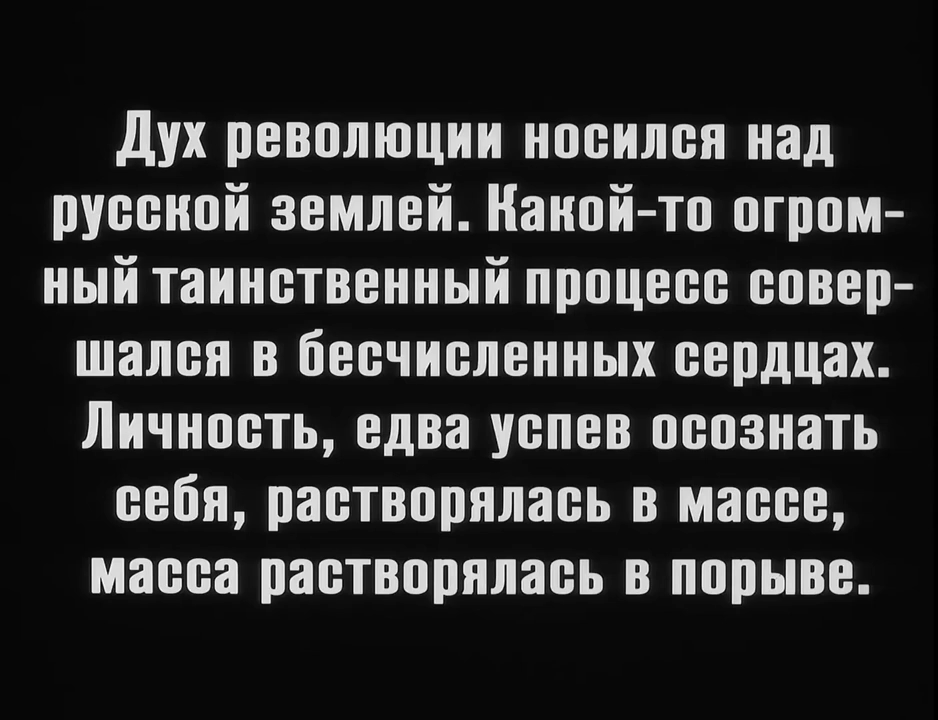 Дух революции носился над
русской землей. Какой-то огром-
ный таинственный процесс совер-
шался в бесчисленных сердцах.
Личность, едва успев осознать
себя, растворялась в массе,
масса растворялась в порыве.